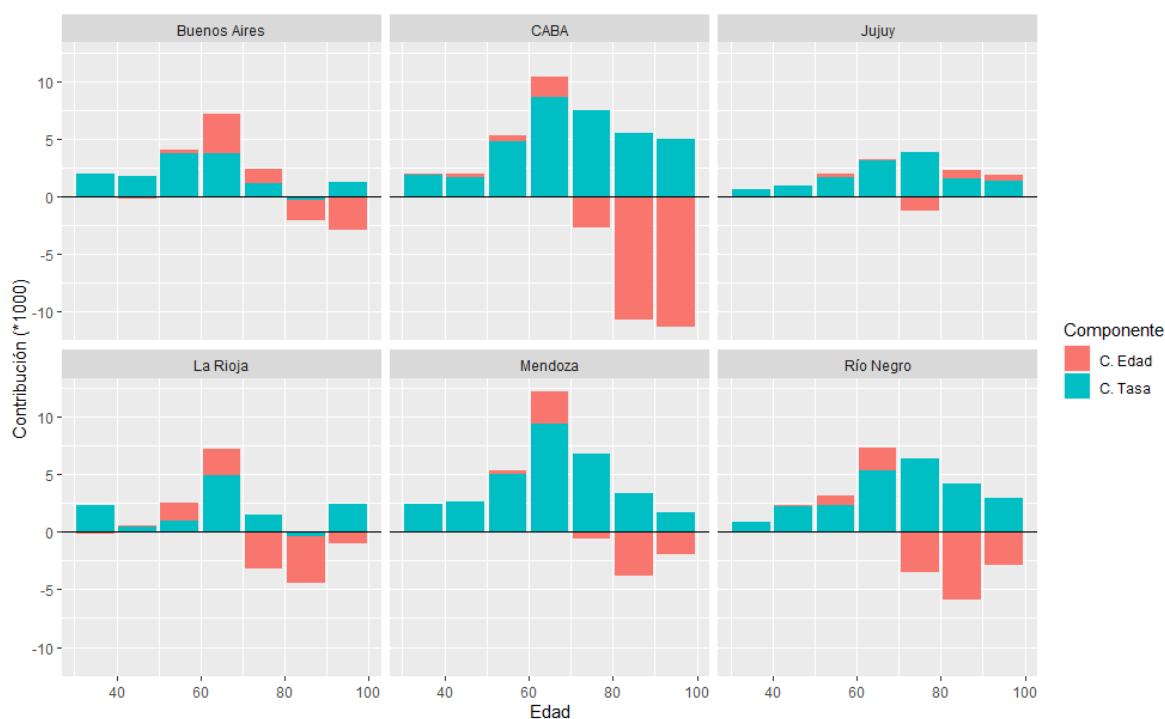 Buenos Aires
CABA
Jujuy
10
5
0
-5
-10
La Rioja
Mendoza
Río Negro
10
5
0
-5
-10
40 60 80 100
40 60 80 100
40 60 80 100
Edad
Contribución (*1000)
Componente
C. Edad
C. Tasa